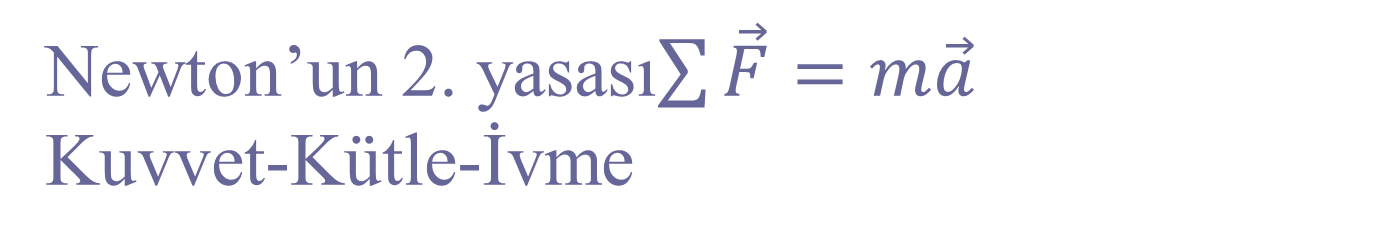 Newton’un 2. yasası∑ F⃗ = ma⃗
Kuvvet-Kütle-İvme